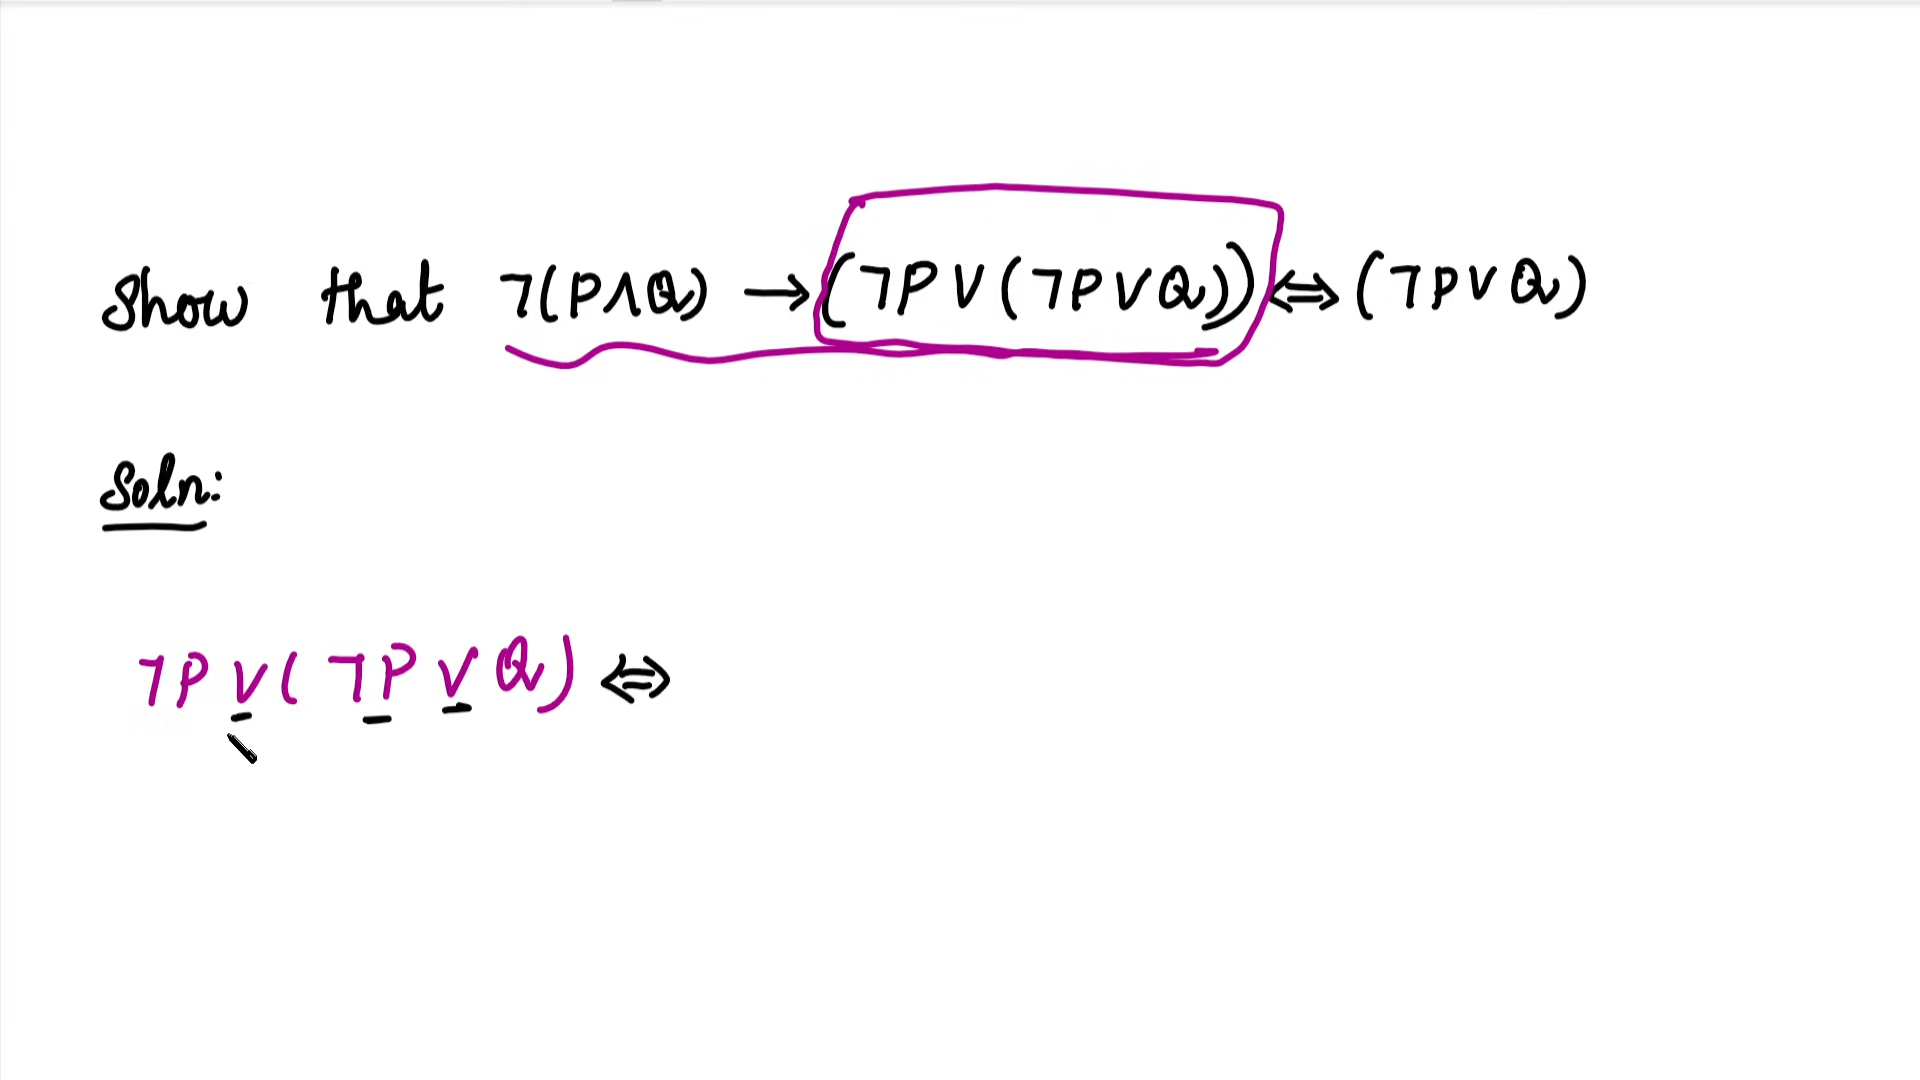 Show that ¬(P∧Q) → (¬P∨(¬P∨Q)) ⇔ (¬P∨Q)
Soln:
¬P∨(¬P∨Q) ⇔